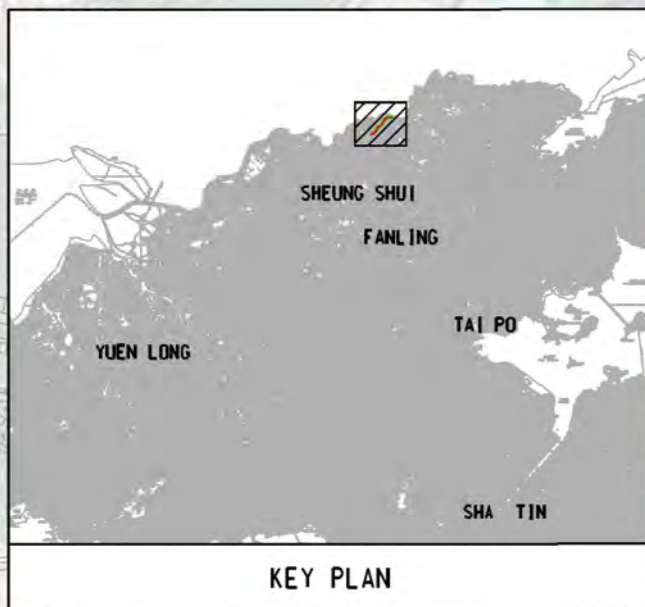 SHEUNG SHUI
FANLING
TAI PO
YUEN LONG
SHA TIN
KEY PLAN